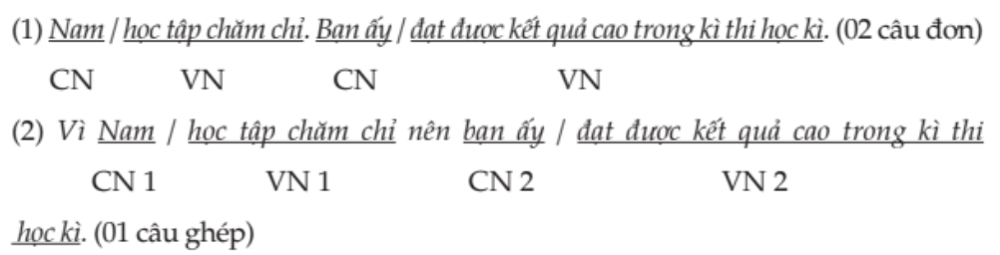 (1) Nam / học tập chăm chỉ. Bạn ấy / đạt được kết quả cao trong kì thi học kì. (02 câu đơn)
CN VN CN VN
(2) Vì Nam / học tập chăm chỉ nên bạn ấy / đạt được kết quả cao trong kì thi
CN 1 VN 1 CN 2 VN 2
học kì. (01 câu ghép)